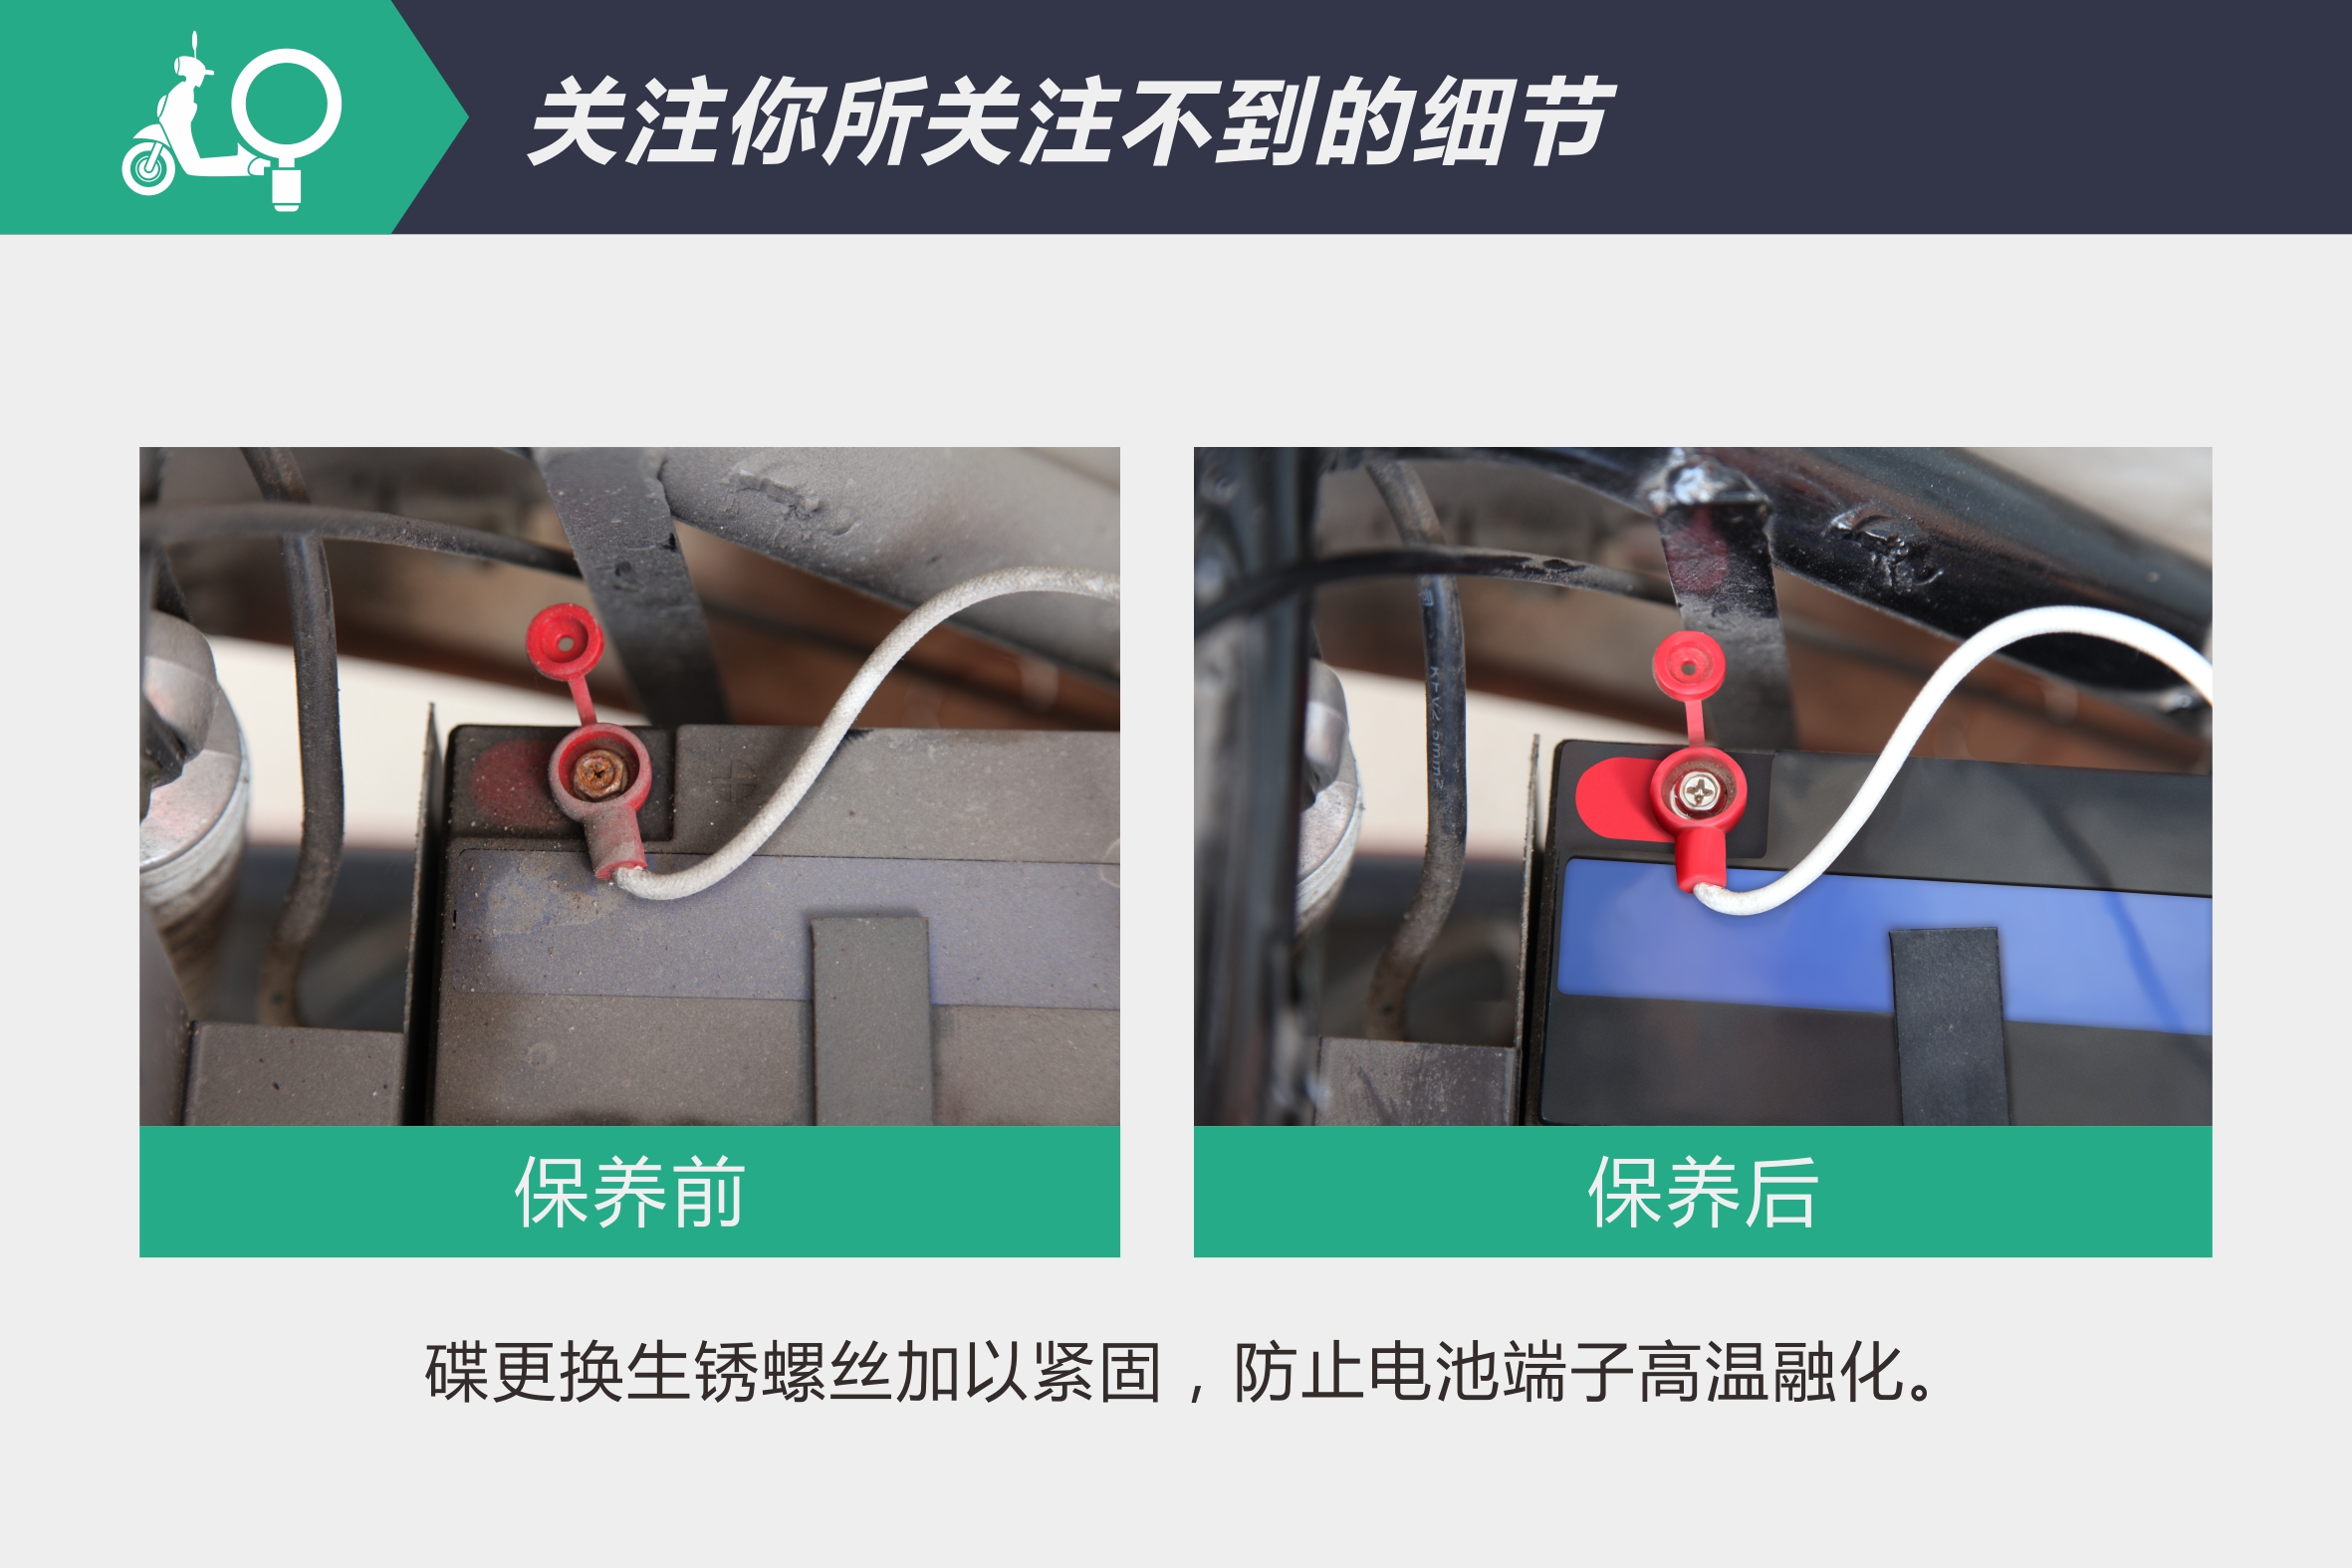 关注你所关注不到的细节
保养前
保养后
碟更换生锈螺丝加以紧固，防止电池端子高温融化。